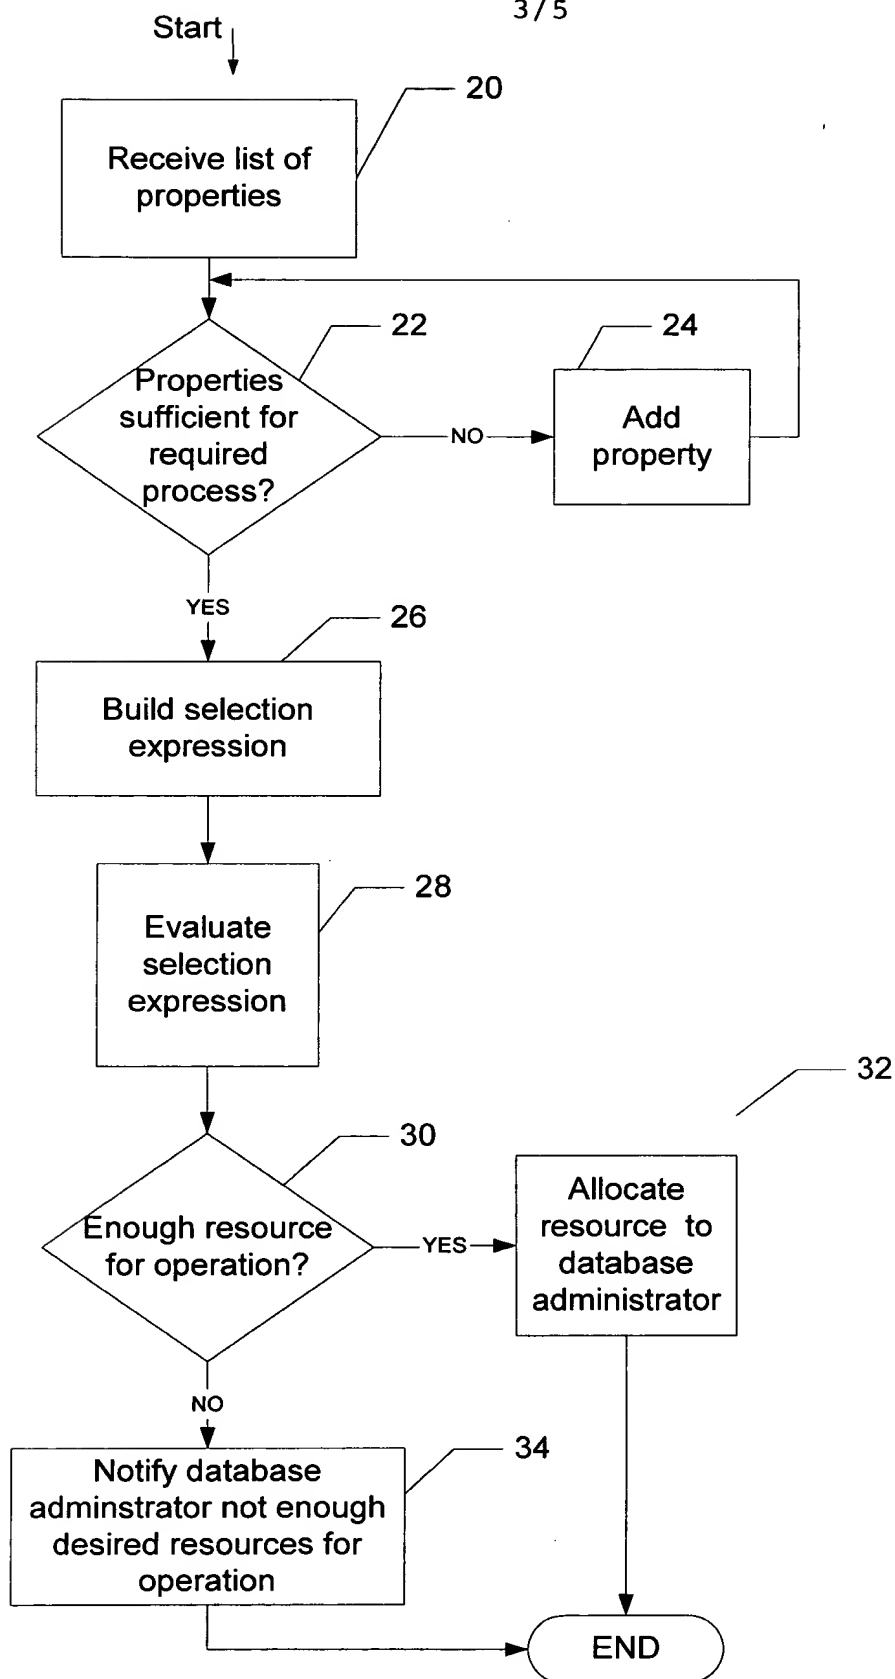 3/5
Start
20
Receive list of
properties
22
24
Properties
sufficient for
required
process?
NO
Add
property
YES
26
Build selection
expression
28
Evaluate
selection
expression
32
30
Enough resource
for operation?
YES
Allocate
resource to
database
administrator
NO
34
Notify database
adminstrator not enough
desired resources for
operation
END